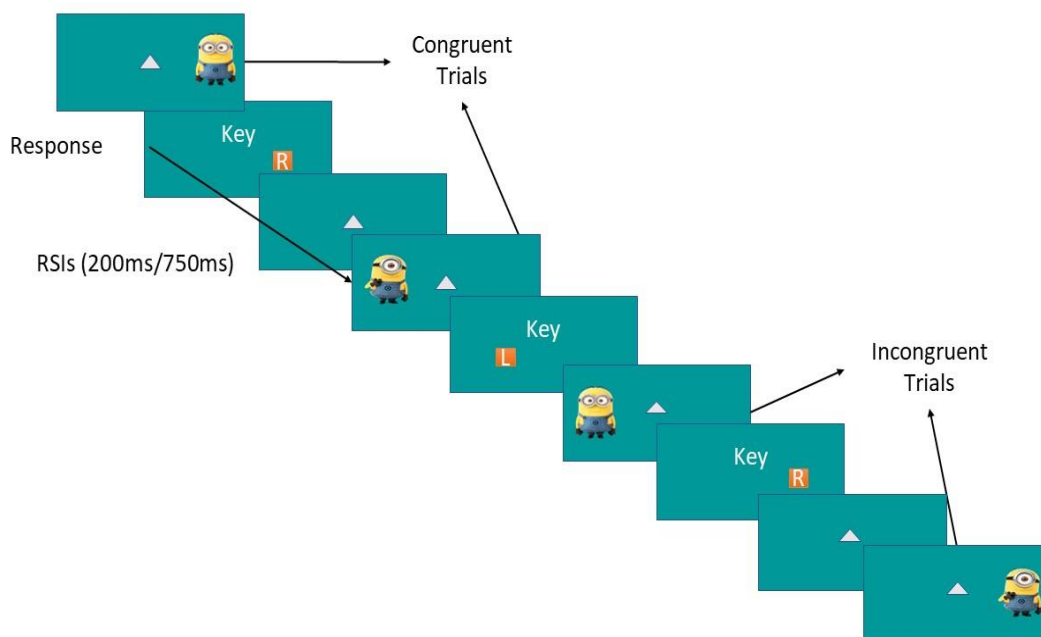 Congruent
Trials
Key
R
Response
RSIs (200ms/750ms)
Key
L
Incongruent
Trials
Key
R